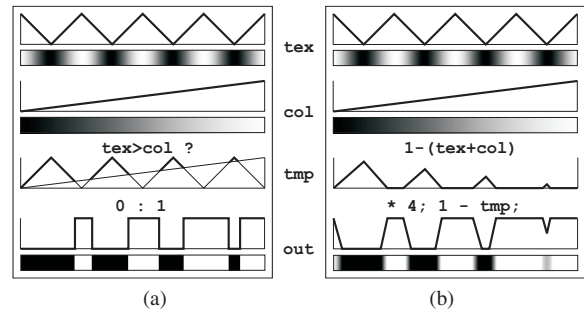 tex
col
tex>col ?
1-(tex+col)
tmp
0 : 1
* 4; 1 - tmp;
out
(a)
(b)